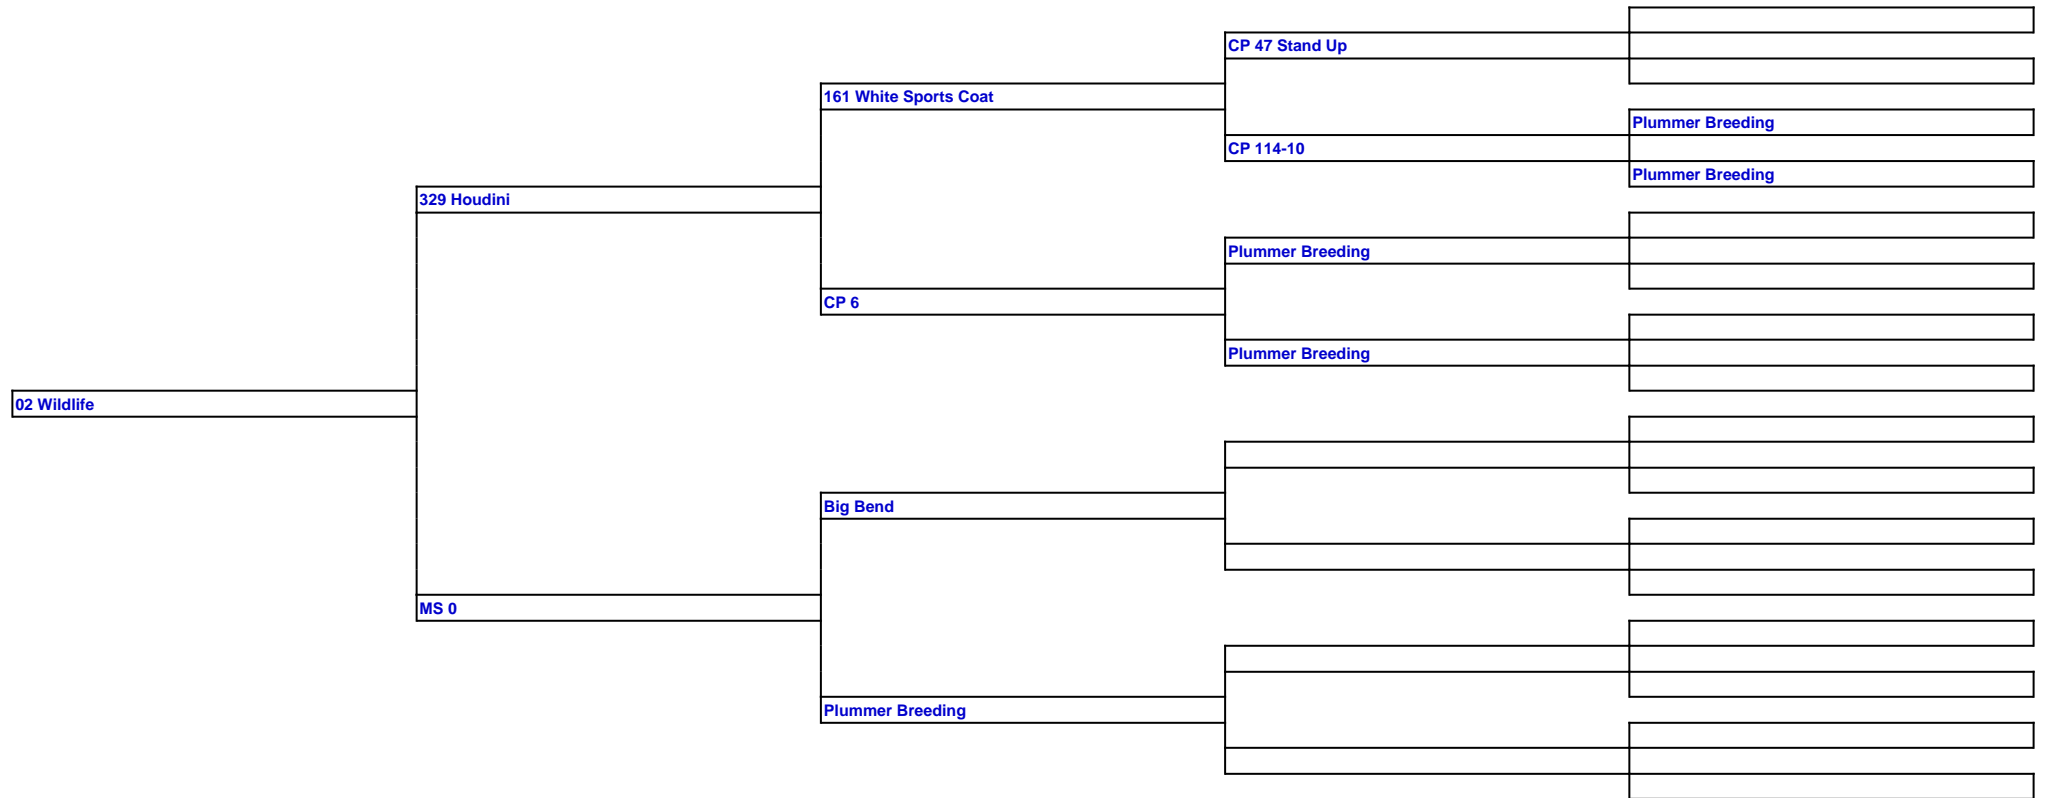 CP 47 Stand Up
161 White Sports Coat
Plummer Breeding
CP 114-10
Plummer Breeding
329 Houdini
Plummer Breeding
CP 6
Plummer Breeding
02 Wildlife
Big Bend
MS 0
Plummer Breeding